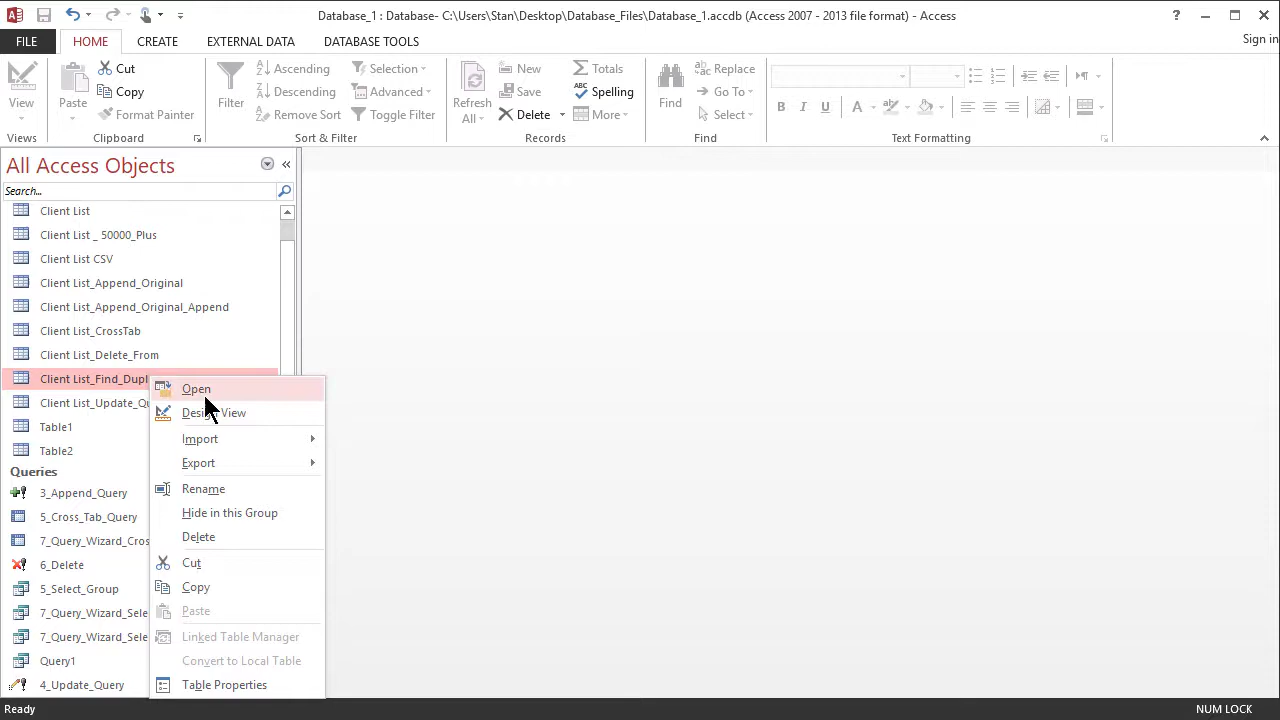 Database_1 : Database- C:\Users\Stan\Desktop\Database_Files\Database_1.accdb (Access 2007 - 2013 file format) - Access
FILE HOME CREATE EXTERNAL DATA DATABASE TOOLS Sign in
View
Views
Paste
Cut
Copy
Format Painter
Clipboard
Filter
Ascending
Descending
Remove Sort
Selection
Advanced
Toggle Filter
Sort & Filter
Refresh
All
New
Save
Delete
Totals
Spelling
More
Records
Find
Replace
Go To
Select
Find
B I U A
Text Formatting
All Access Objects
Search...
Client List
Client List _ 50000_Plus
Client List CSV
Client List_Append_Original
Client List_Append_Original_Append
Client List_CrossTab
Client List_Delete_From
Client List_Find_Dupl
Client List_Update_Qu
Table1
Table2
Queries
3_Append_Query
5_Cross_Tab_Query
7_Query_Wizard_Cros
6_Delete
5_Select_Group
7_Query_Wizard_Sele
7_Query_Wizard_Sele
Query1
4_Update_Query
Open
Design View
Import
Export
Rename
Hide in this Group
Delete
Cut
Copy
Paste
Linked Table Manager
Convert to Local Table
Table Properties
Ready NUM LOCK